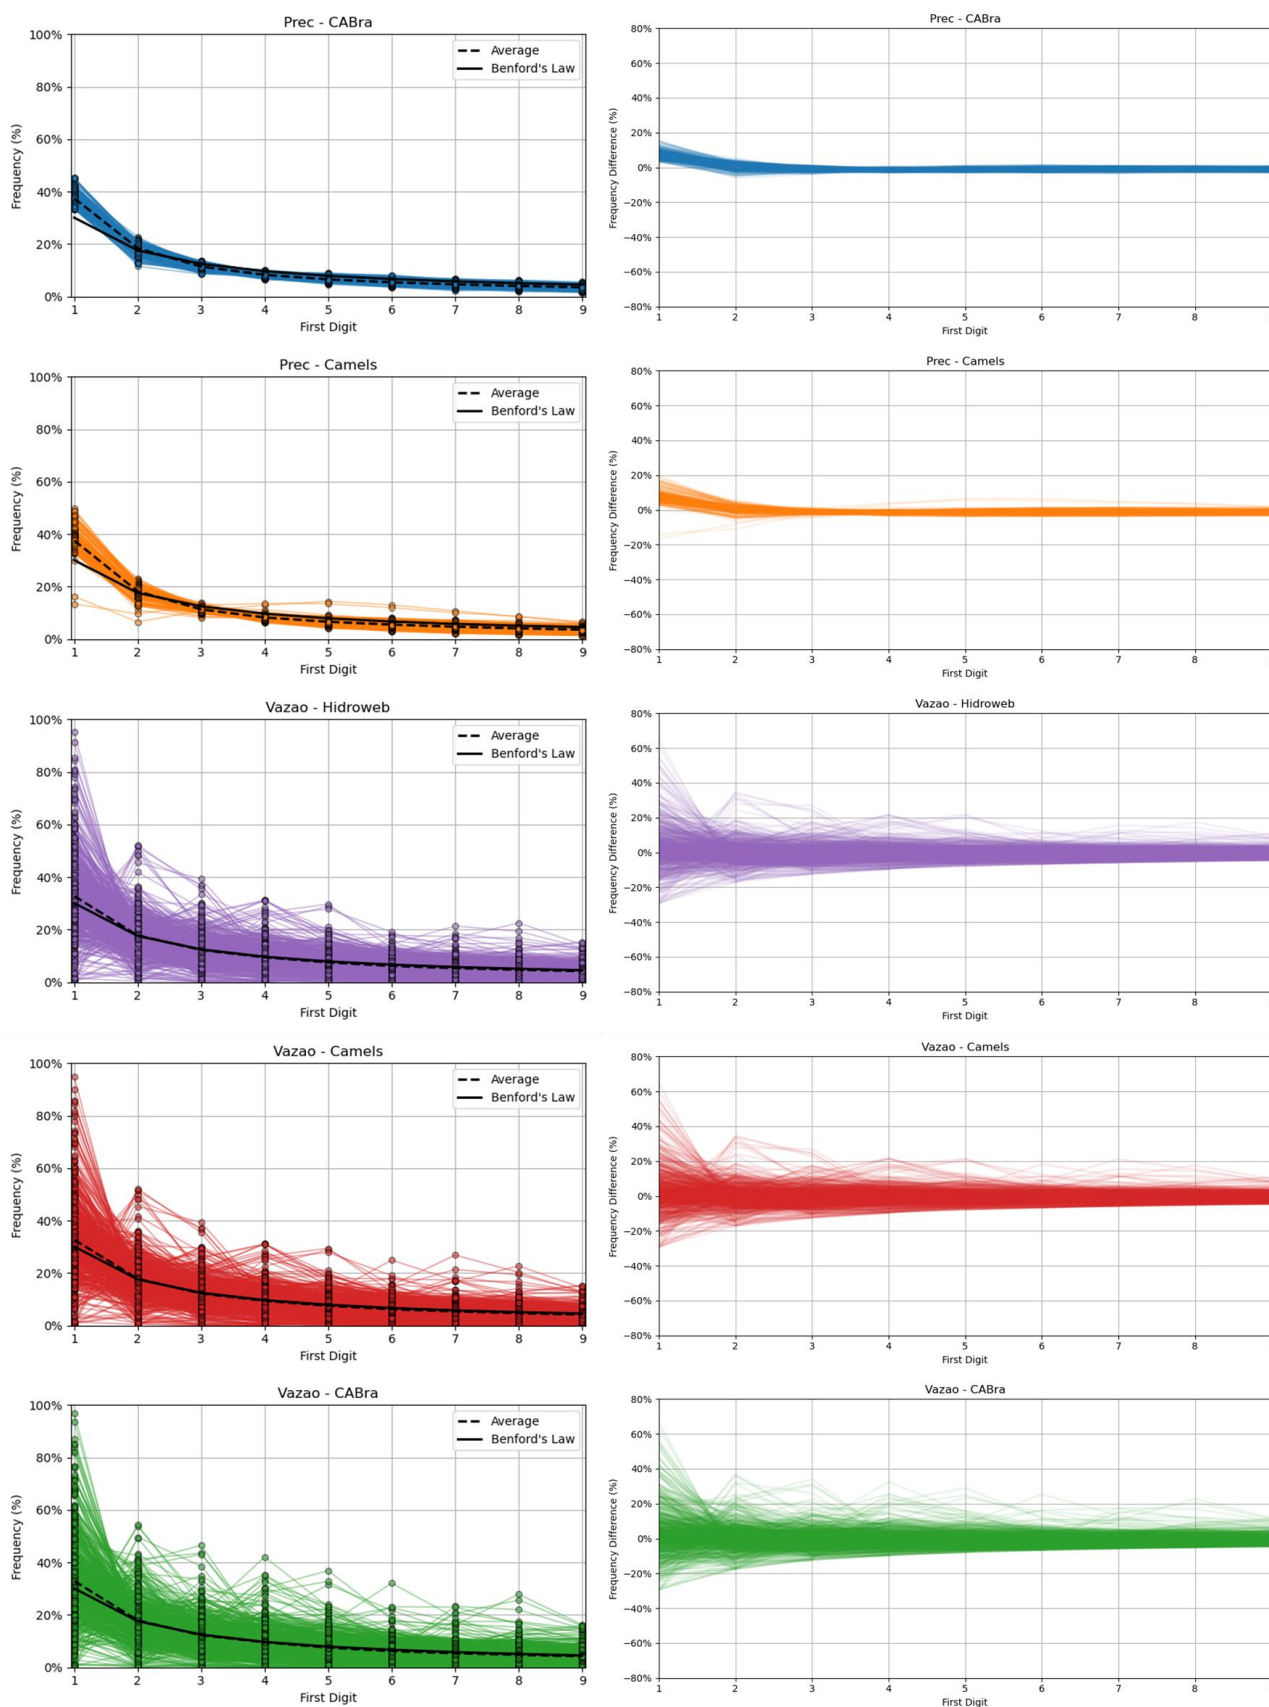 Prec - CABra
100%
80%
60%
40%
20%
0%
Frequency (%)
Average
Benford's Law
1 2 3 4 5 6 7 8 9
First Digit
Prec - CABra
80%
60%
40%
20%
0%
−20%
−40%
−60%
−80%
Frequency Difference (%)
1 2 3 4 5 6 7 8
First Digit
Prec - Camels
100%
80%
60%
40%
20%
0%
Frequency (%)
Average
Benford's Law
1 2 3 4 5 6 7 8 9
First Digit
Prec - Camels
80%
60%
40%
20%
0%
−20%
−40%
−60%
−80%
Frequency Difference (%)
1 2 3 4 5 6 7 8
First Digit
Vazao - Hidroweb
100%
80%
60%
40%
20%
0%
Frequency (%)
Average
Benford's Law
1 2 3 4 5 6 7 8 9
First Digit
Vazao - Hidroweb
80%
60%
40%
20%
0%
−20%
−40%
−60%
−80%
Frequency Difference (%)
1 2 3 4 5 6 7 8
First Digit
Vazao - Camels
100%
80%
60%
40%
20%
0%
Frequency (%)
Average
Benford's Law
1 2 3 4 5 6 7 8 9
First Digit
Vazao - Camels
80%
60%
40%
20%
0%
−20%
−40%
−60%
−80%
Frequency Difference (%)
1 2 3 4 5 6 7 8
First Digit
Vazao - CABra
100%
80%
60%
40%
20%
0%
Frequency (%)
Average
Benford's Law
1 2 3 4 5 6 7 8 9
First Digit
Vazao - CABra
80%
60%
40%
20%
0%
−20%
−40%
−60%
−80%
Frequency Difference (%)
1 2 3 4 5 6 7 8
First Digit